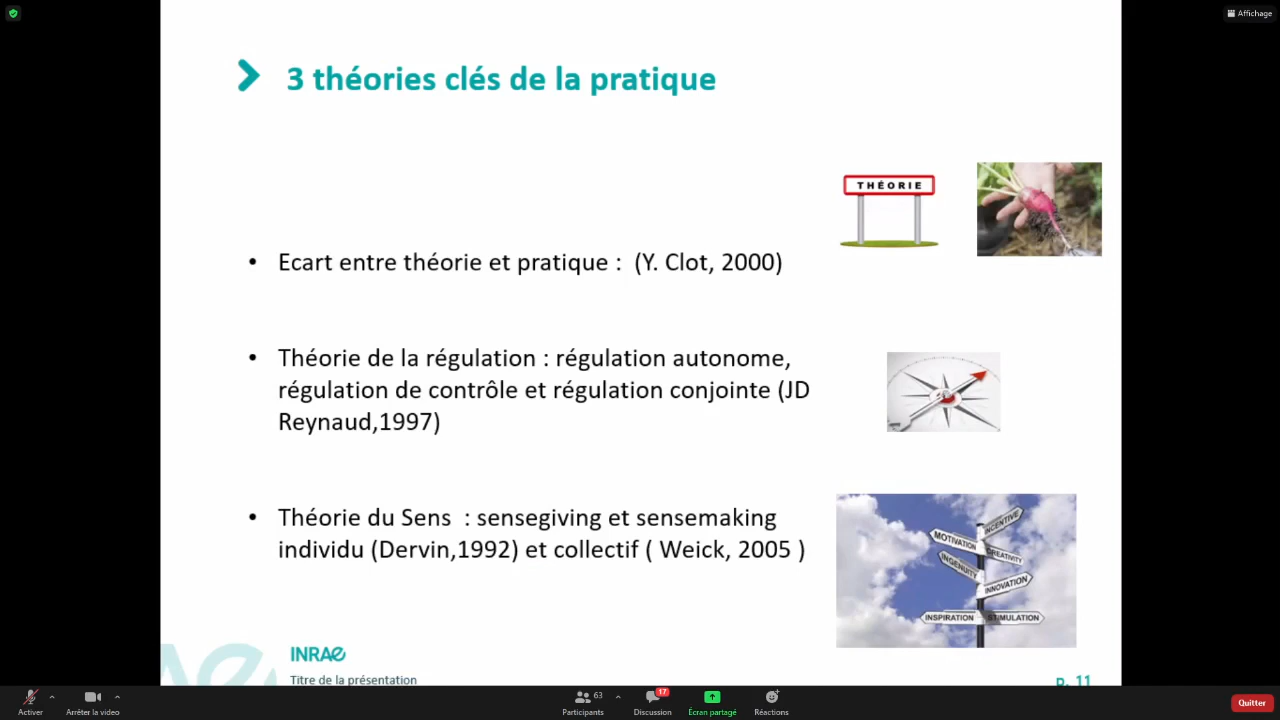 Affichage
3 théories clés de la pratique
THÉORIE
• Ecart entre théorie et pratique : (Y. Clot, 2000)
• Théorie de la régulation : régulation autonome,
régulation de contrôle et régulation conjointe (JD
Reynaud,1997)
• Théorie du Sens : sensegiving et sensemaking
individu (Dervin,1992) et collectif ( Weick, 2005 )
INCENTIVE
MOTIVATION
CREATIVITY
INGENUITY
INNOVATION
INSPIRATION
STIMULATION
INRAE
Titre de la présentation
p. 11
Activer
Arrêter la video
63
Participants
17
Discussion
Écran partagé
Réactions
Quitter